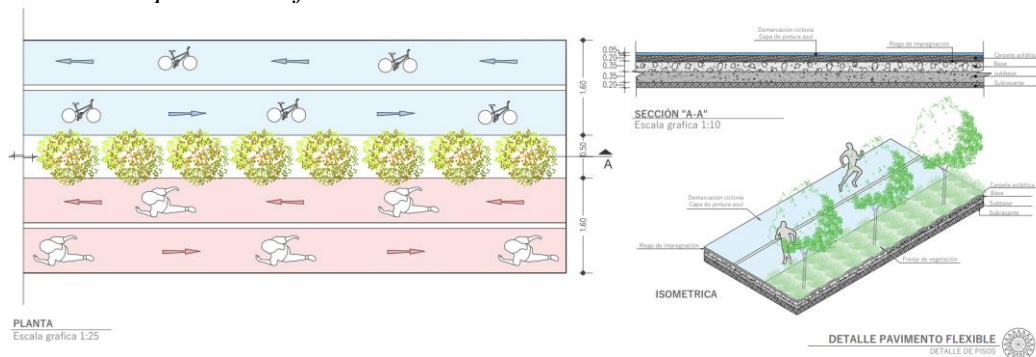 1.60
0.50
1.60
A
PLANTA
Escala grafica 1:25
Demarcación ciclovia
Capa de pintura azul
Riego de impregnación
0.05
0.20
0.35
0.35
0.20
Carpeta asfáltica
Base
subbase
Subrasante
SECCIÓN "A-A"
Escala grafica 1:10
Demarcación ciclovia
Capa de pintura azul
Riego de impregnación
Carpeta asfáltica
Base
Subbase
Subrasante
Franja de vegetación
ISOMETRICA
DETALLE PAVIMENTO FLEXIBLE
DETALLE DE PISOS